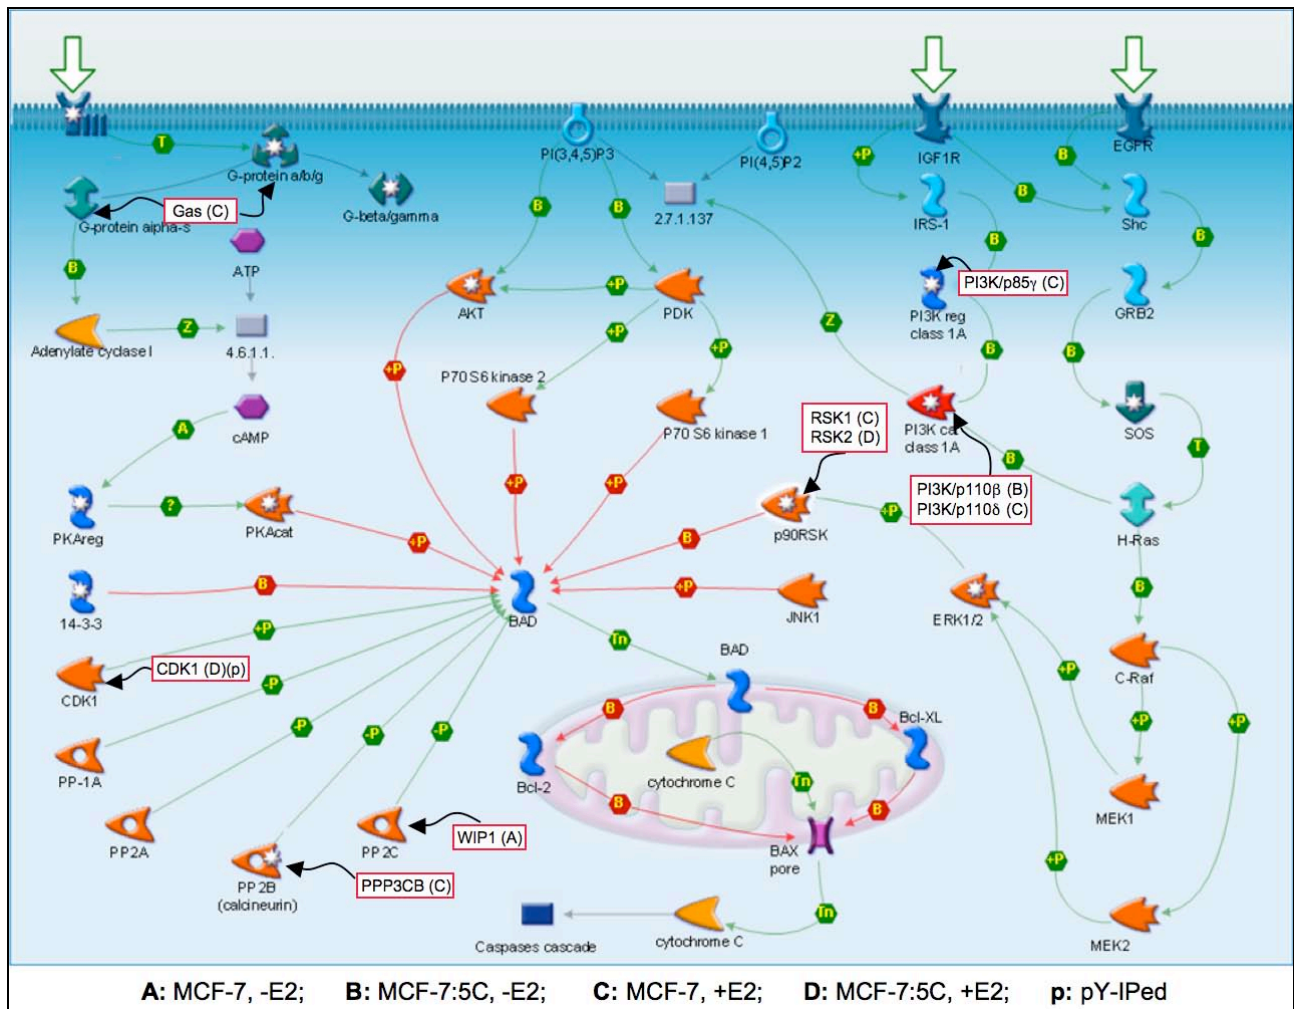 EGFR
IGF1R
T
PI(3,4,5)P3
PI(4,5)P2
+P
B
G-protein a/b/g
B
Gas (C)
G-beta/gamma
B
B
2.7.1.137
IRS-1
Shc
G-protein alpha-s
B
B
ATP
B
PI3K/p85γ (C)
+P
AKT
PDK
PI3K reg
class 1A
GRB2
Z
Z
Adenylate cyclase I
4.6.1.1.
+P
+P
B
B
+P
P70 S6 kinase 2
RSK1 (C)
RSK2 (D)
A
cAMP
P70 S6 kinase 1
PI3K cat
class 1A
SOS
T
B
+P
+P
PI3K/p110β (B)
PI3K/p110δ (C)
?
+P
PKAreg
PKAcat
+P
p90RSK
H-Ras
B
B
+P
B
14-3-3
BAD
JNK1
ERK1/2
+P
Tn
BAD
CDK1 (D)(p)
+P
C-Raf
CDK1
-P
B
B
Bcl-XL
-P
-P
-P
+P
+P
PP-1A
Bcl-2
cytochrome C
Tn
B
B
MEK1
PP2A
PP2C
WIP1 (A)
BAX
pore
+P
PP2B
(calcineurin)
PPP3CB (C)
Tn
Caspases cascade
cytochrome C
MEK2
A: MCF-7, -E2; B: MCF-7:5C, -E2; C: MCF-7, +E2; D: MCF-7:5C, +E2; p: pY-IPed